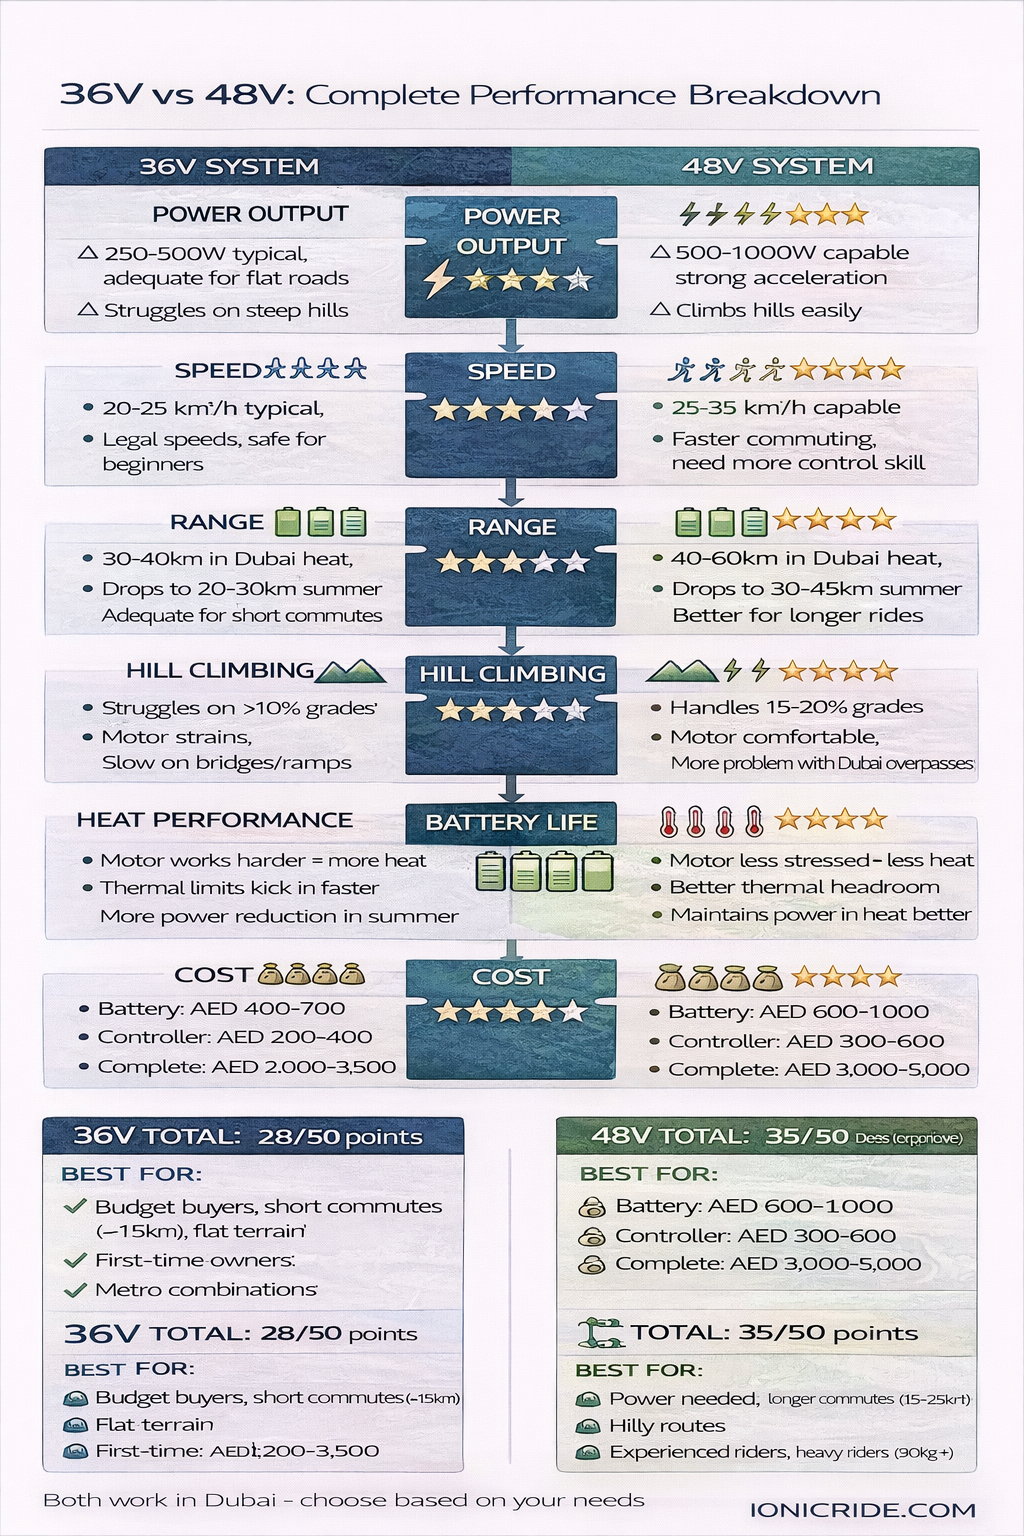 36V vs 48V: Complete Performance Breakdown
36V SYSTEM
48V SYSTEM
POWER OUTPUT
250-500W typical,
adequate for flat roads
Struggles on steep hills
POWER
OUTPUT
500-1000W capable
strong acceleration
Climbs hills easily
SPEED
20-25 km/h typical,
Legal speeds, safe for
beginners
SPEED
25-35 km/h capable
Faster commuting,
need more control skill
RANGE
30-40km in Dubai heat,
Drops to 20-30km summer
Adequate for short commutes
RANGE
40-60km in Dubai heat,
Drops to 30-45km summer
Better for longer rides
HILL CLIMBING
Struggles on >10% grades'
Motor strains,
Slow on bridges/ramps
HILL CLIMBING
Handles 15-20% grades
Motor comfortable,
More problem with Dubai overpasses
HEAT PERFORMANCE
Motor works harder = more heat
Thermal limits kick in faster
More power reduction in summer
BATTERY LIFE
Motor less stressed - less heat
Better thermal headroom
Maintains power in heat better
COST
Battery: AED 400-700
Controller: AED 200-400
Complete: AED 2.000-3,500
COST
Battery: AED 600-1000
Controller: AED 300-600
Complete: AED 3,000-5,000
36V TOTAL: 28/50 points
BEST FOR:
Budget buyers, short commutes
(~15km), flat terrain'
First-time owners:
Metro combinations
36V TOTAL: 28/50 points
BEST FOR:
Budget buyers, short commutes (~15km)
Flat terrain
First-time: AED1,200-3,500
48V TOTAL: 35/50
BEST FOR:
Battery: AED 600-1000
Controller: AED 300-600
Complete: AED 3,000-5,000
TOTAL: 35/50 points
BEST FOR:
Power needed, longer commutes
Hilly routes
Experienced riders, heavy riders (90kg+)
Both work in Dubai - choose based on your needs
IONICRIDE.COM